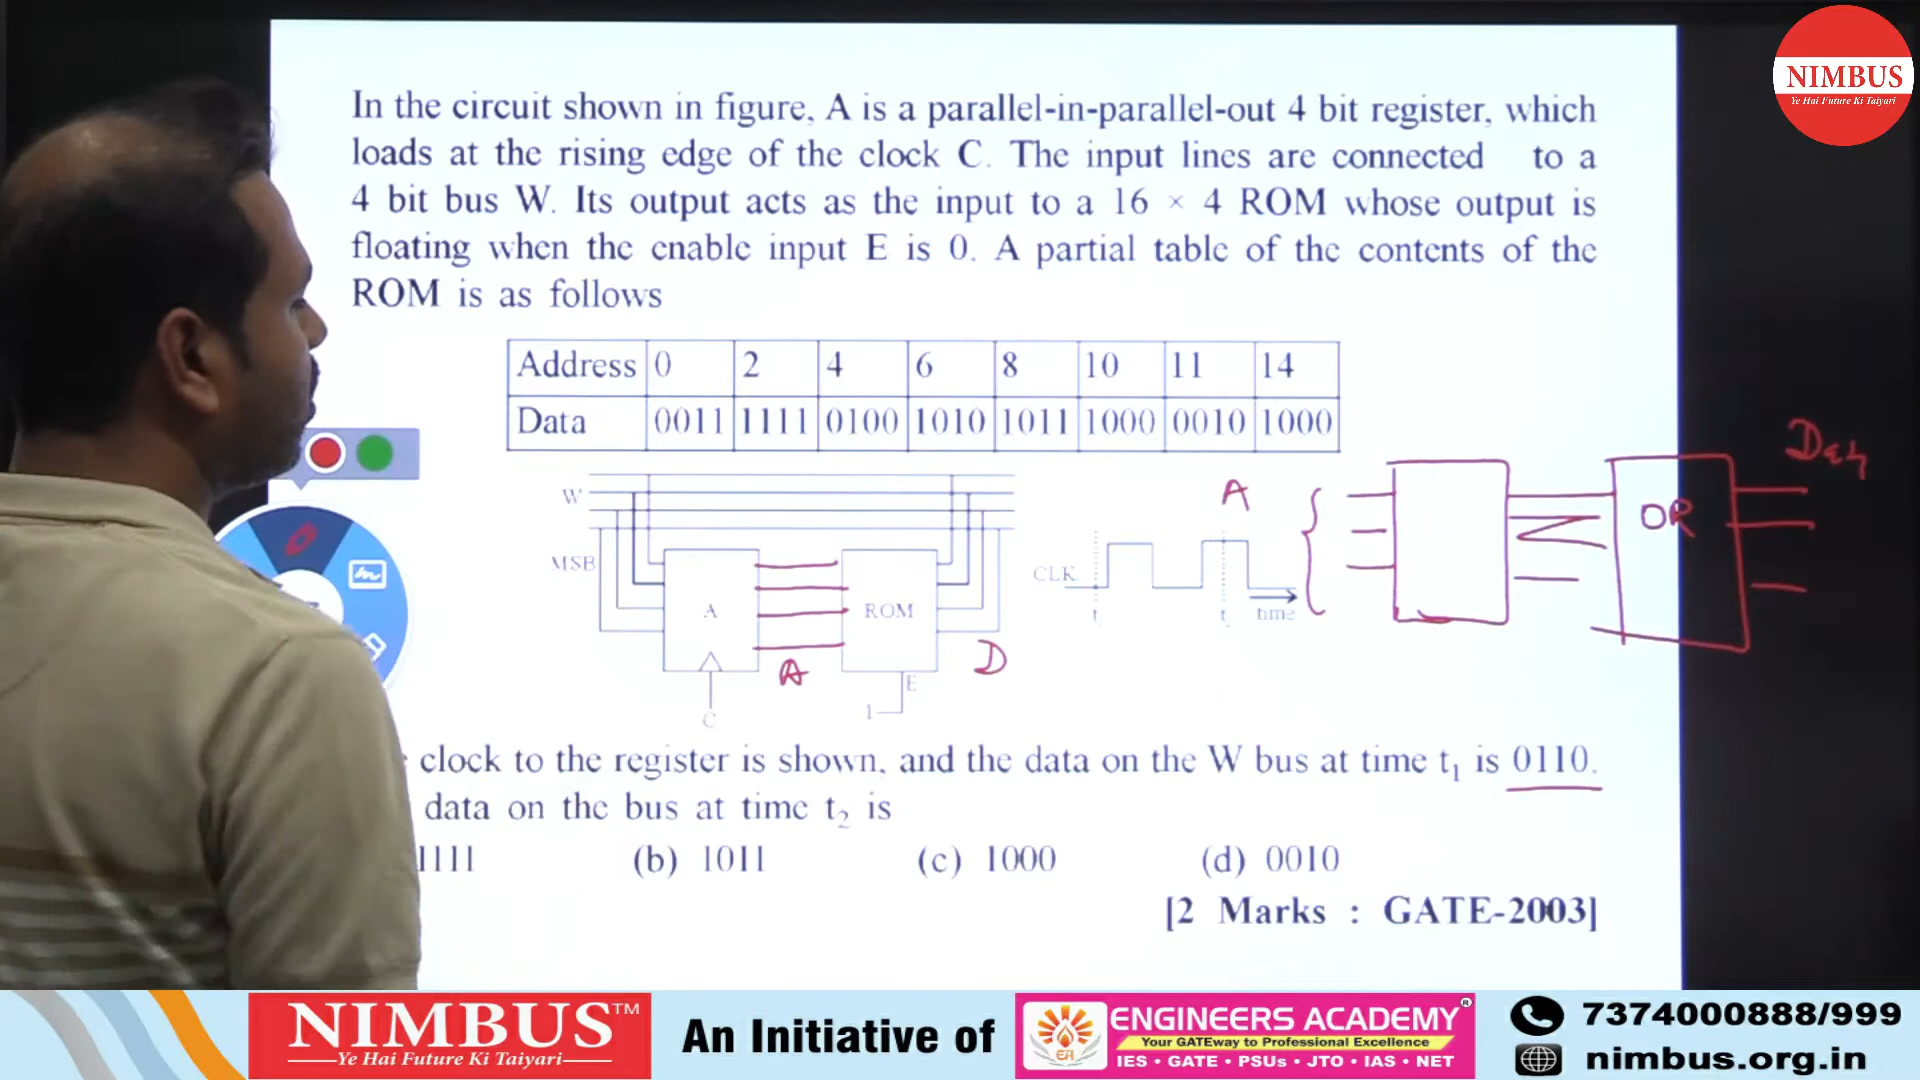 NIMBUS
Ye Hai Future Ki Taiyari
In the circuit shown in figure, A is a parallel-in-parallel-out 4 bit register, which
loads at the rising edge of the clock C. The input lines are connected to a
4 bit bus W. Its output acts as the input to a 16 × 4 ROM whose output is
floating when the enable input E is 0. A partial table of the contents of the
ROM is as follows
Address 0 2 4 6 8 10 11 14
Data 0011 1111 0100 1010 1011 1000 0010 1000
W
MSB
A
ROM
C
E
1
A
D
CLK
t
t
time
A
OR
clock to the register is shown, and the data on the W bus at time t₁ is 0110.
data on the bus at time t₂ is
1111 (b) 1011 (c) 1000 (d) 0010
[2 Marks : GATE-2003]
NIMBUS™
Ye Hai Future Ki Taiyari
An Initiative of
ENGINEERS ACADEMY®
Your GATEway to Professional Excellence
IES • GATE • PSUs • JTO • IAS • NET
EA
7374000888/999
nimbus.org.in